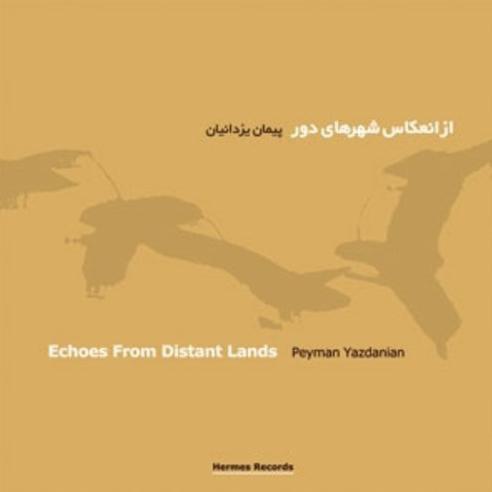 از انعکاس شهرهای دور پیمان یزدانیان
Echoes From Distant Lands Peyman Yazdanian
Hermes Records